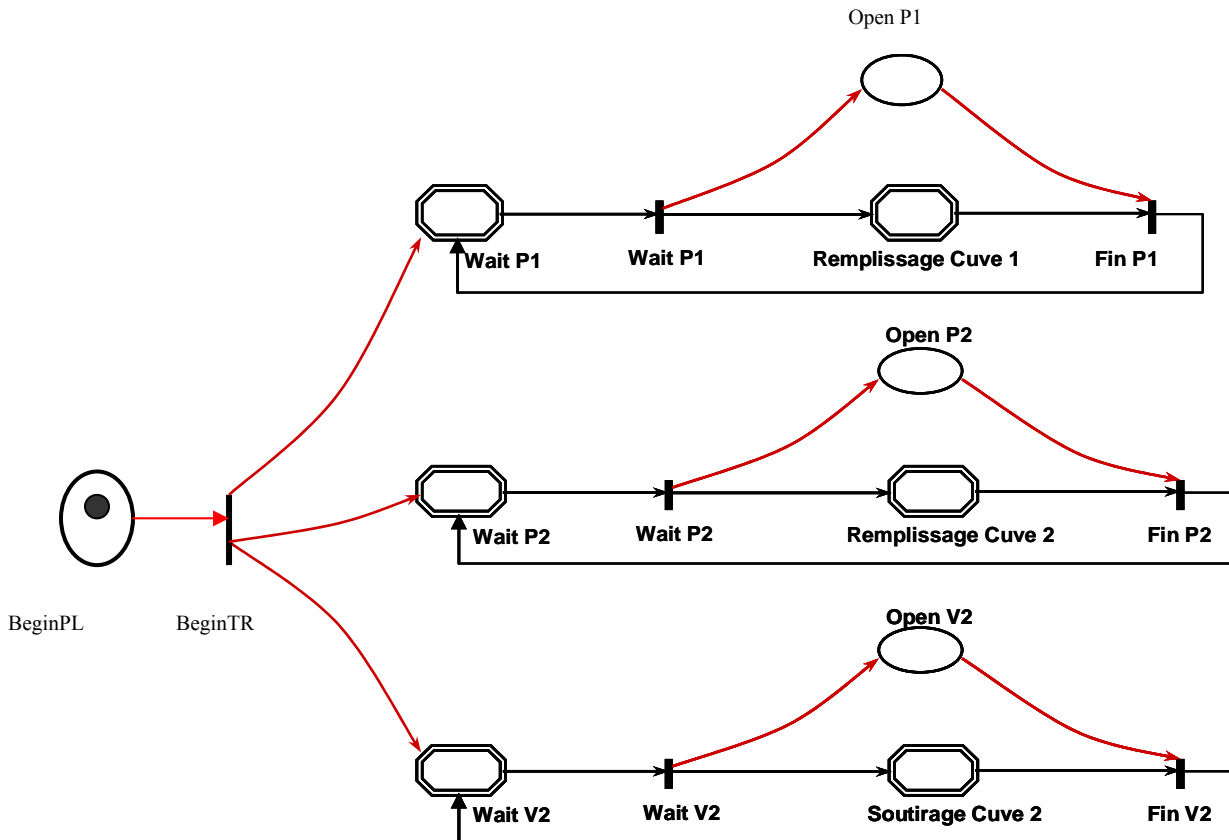 Open P1
Wait P1
Wait P1
Remplissage Cuve 1
Fin P1
Open P2
Wait P2
Wait P2
Remplissage Cuve 2
Fin P2
BeginPL
BeginTR
Open V2
Wait V2
Wait V2
Soutirage Cuve 2
Fin V2